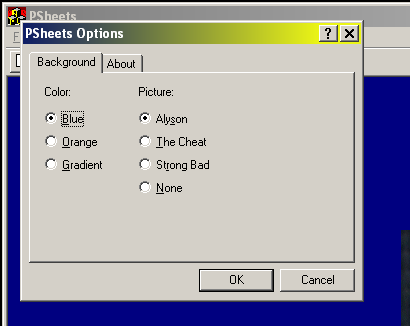 PSheets
PSheets Options
Background About
Color: Picture:
Blue Alyson
Orange The Cheat
Gradient Strong Bad
None
OK Cancel